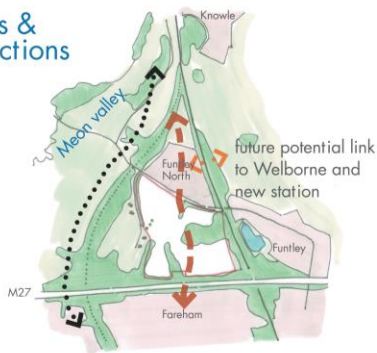 s &
ctions
Knowle
Meon valley
Funtley
North
future potential link
to Welborne and
new station
Funtley
M27
Fareham